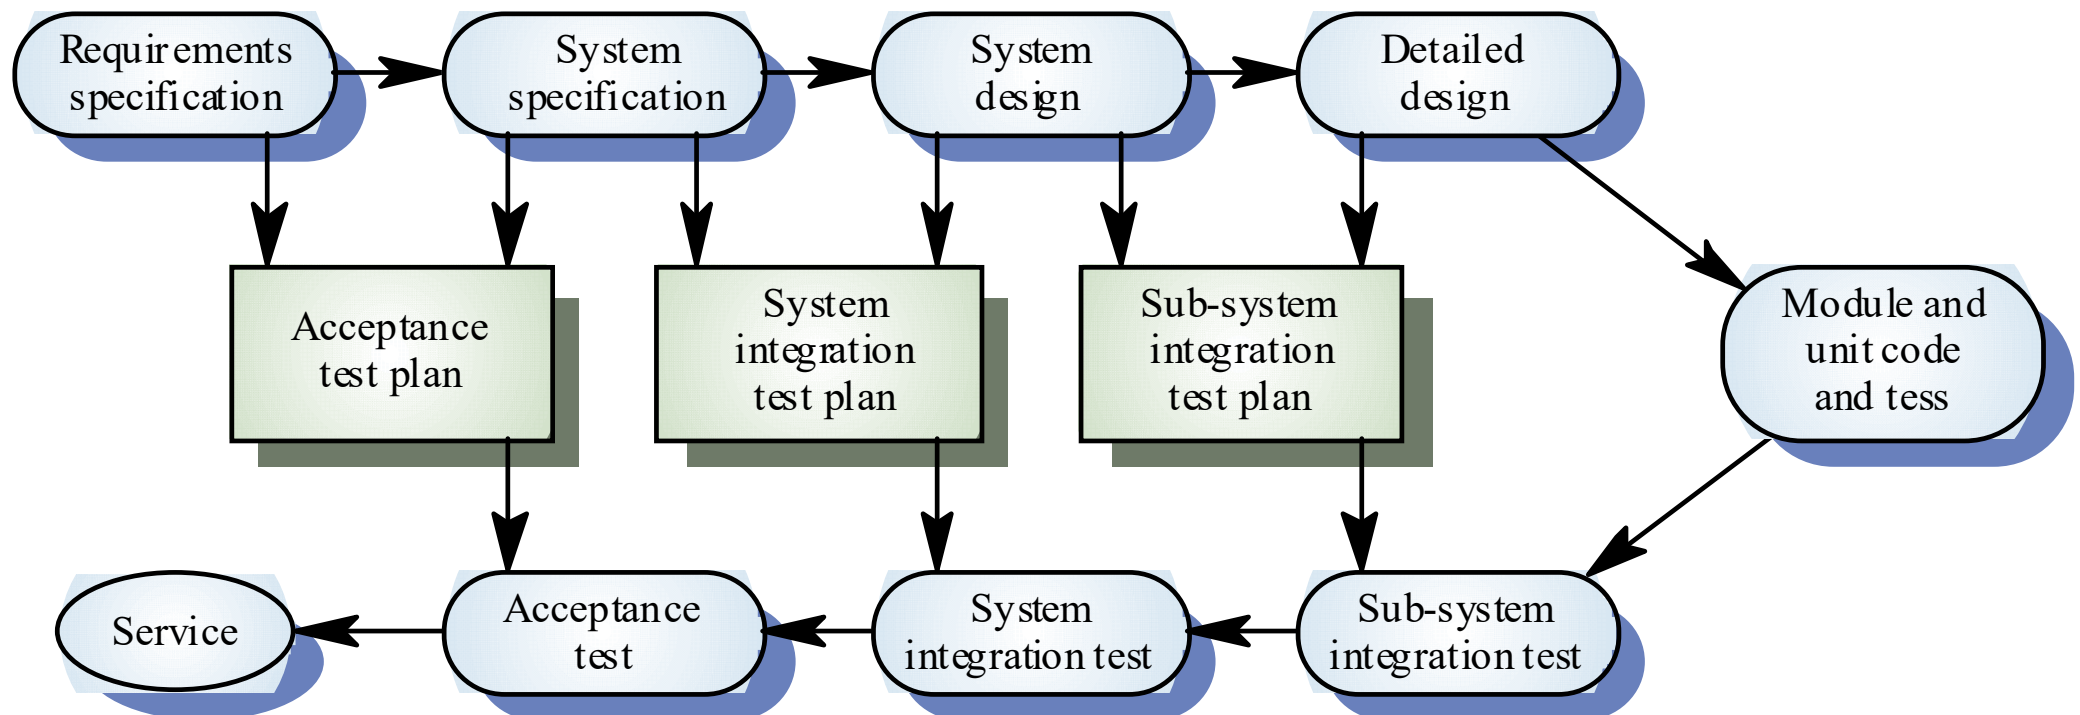 Requirements
specification
System
specification
System
design
Detailed
design
Acceptance
test plan
System
integration
test plan
Sub-system
integration
test plan
Module and
unit code
and tess
Service
Acceptance
test
System
integration test
Sub-system
integration test